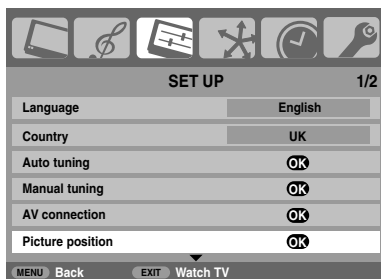 SET UP 1/2
Language English
Country UK
Auto tuning OK
Manual tuning OK
AV connection OK
Picture position OK
MENU Back EXIT Watch TV